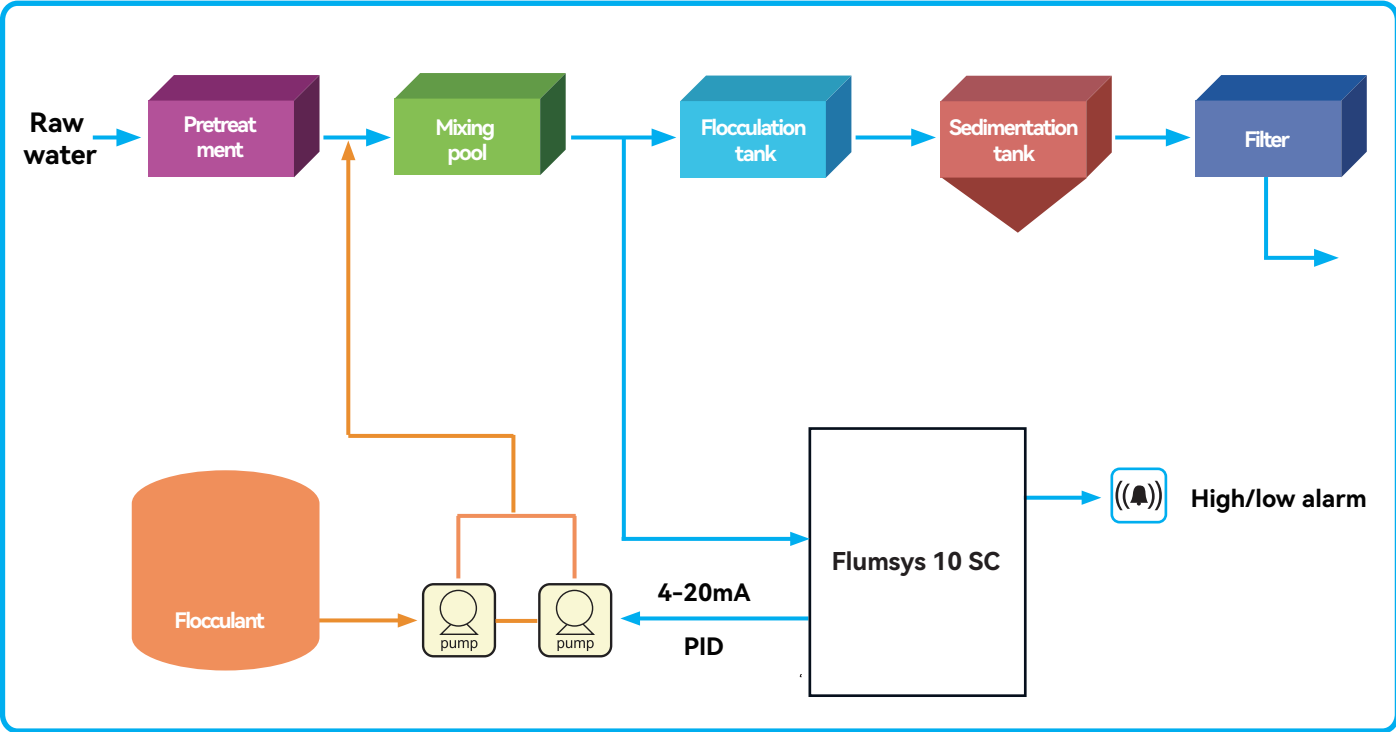 Raw
water
Pretreat
ment
Mixing
pool
Flocculation
tank
Sedimentation
tank
Filter
Flocculant
pump
pump
4-20mA
PID
Flumsys 10 SC
High/low alarm